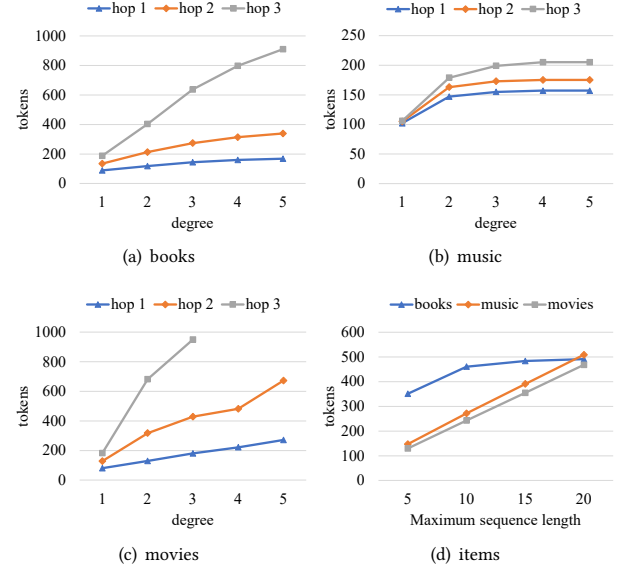 hop 1 hop 2 hop 3
1000
800
600
400
200
0
tokens
1 2 3 4 5
degree
(a) books
hop 1 hop 2 hop 3
250
200
150
100
50
0
tokens
1 2 3 4 5
degree
(b) music
hop 1 hop 2 hop 3
1000
800
600
400
200
0
tokens
1 2 3 4 5
degree
(c) movies
books music movies
600
500
400
300
200
100
0
tokens
5 10 15 20
Maximum sequence length
(d) items